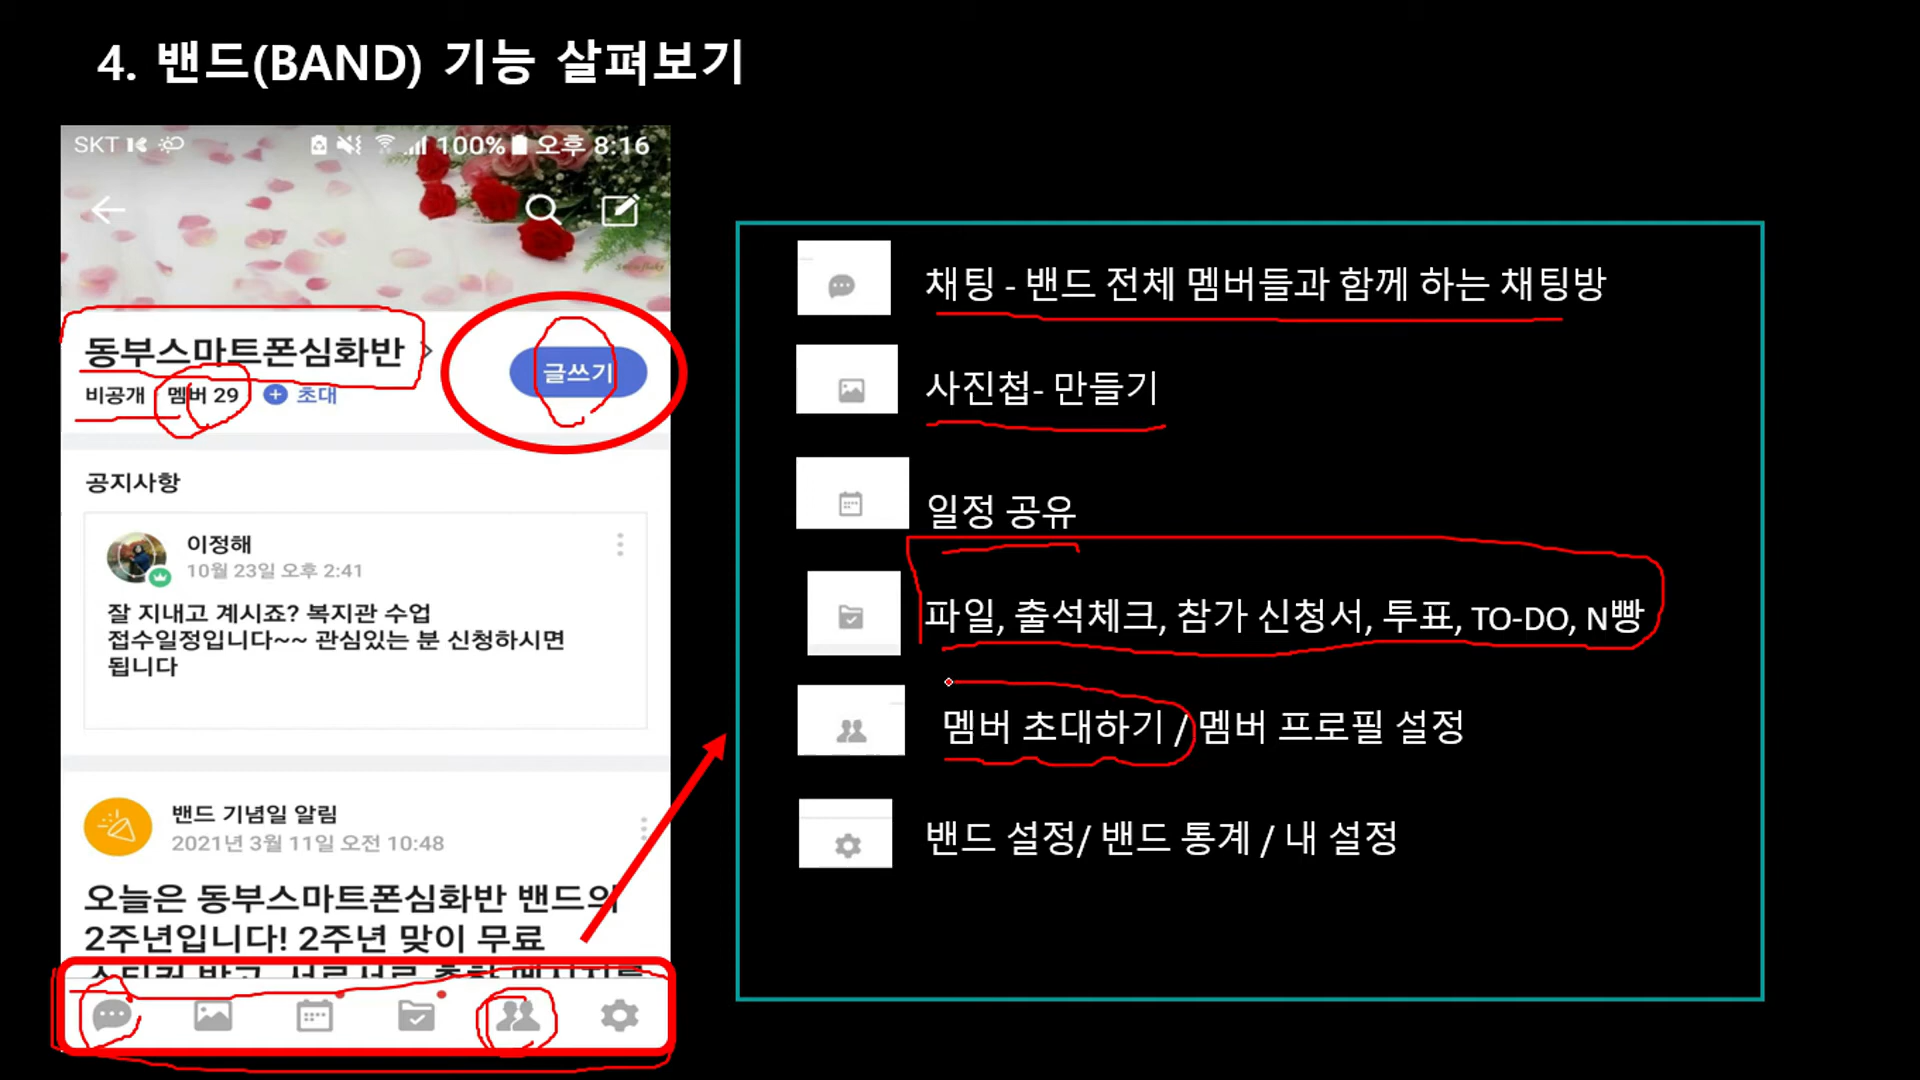 4. 밴드(BAND) 기능 살펴보기
SKT 100% 오후 8:16
동부스마트폰심화반
글쓰기
비공개 멤버 29 초대
공지사항
이정해
10월 23일 오후 2:41
잘 지내고 계시죠? 복지관 수업
접수일정입니다~~ 관심있는 분 신청하시면
됩니다
밴드 기념일 알림
2021년 3월 11일 오전 10:48
오늘은 동부스마트폰심화반 밴드의
2주년입니다! 2주년 맞이 무료
채팅 - 밴드 전체 멤버들과 함께 하는 채팅방
사진첩- 만들기
일정 공유
파일, 출석체크, 참가 신청서, 투표, TO-DO, N빵
멤버 초대하기 / 멤버 프로필 설정
밴드 설정/ 밴드 통계 / 내 설정